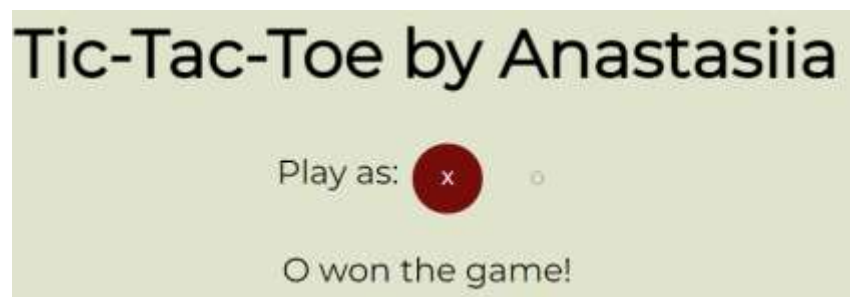 Tic-Tac-Toe by Anastasiia
Play as: x o
O won the game!